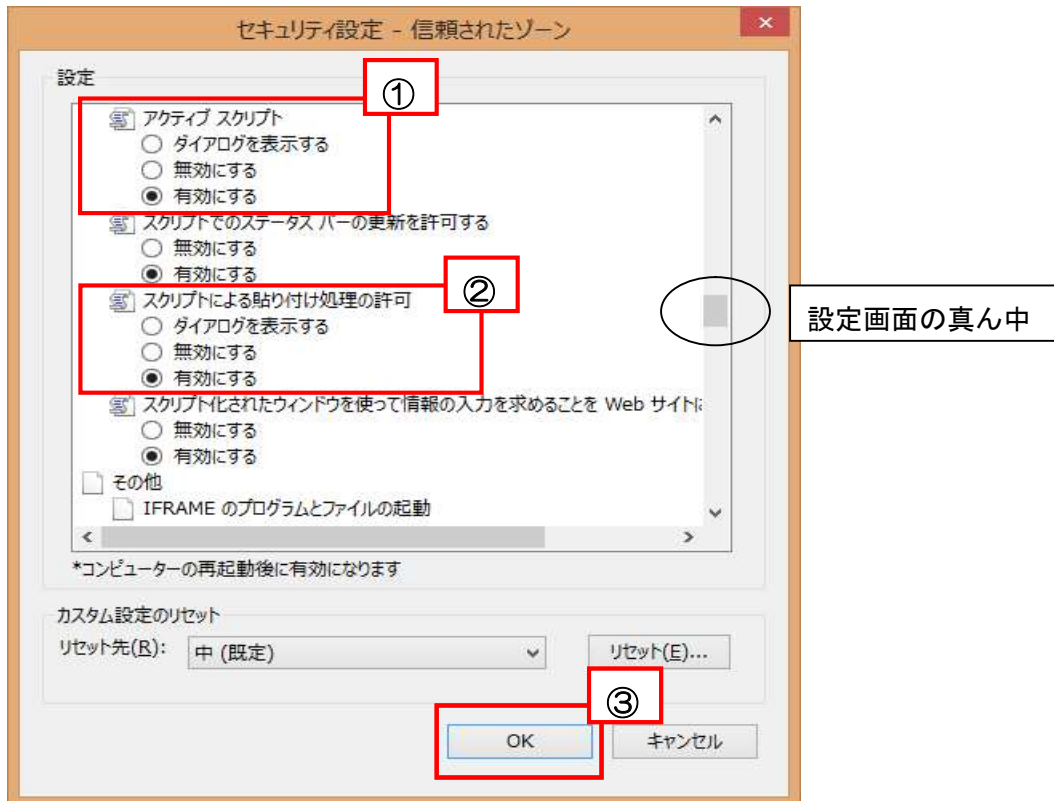 セキュリティ設定 - 信頼されたゾーン
×
設定
①
アクティブ スクリプト
ダイアログを表示する
無効にする
有効にする
スクリプトでのステータス バーの更新を許可する
無効にする
有効にする
②
スクリプトによる貼り付け処理の許可
ダイアログを表示する
無効にする
有効にする
設定画面の真ん中
スクリプト化されたウィンドウを使って情報の入力を求めることを Web サイトに
無効にする
有効にする
その他
IFRAME のプログラムとファイルの起動
*コンピューターの再起動後に有効になります
カスタム設定のリセット
リセット先(R): 中 (既定) リセット(E)...
③
OK キャンセル